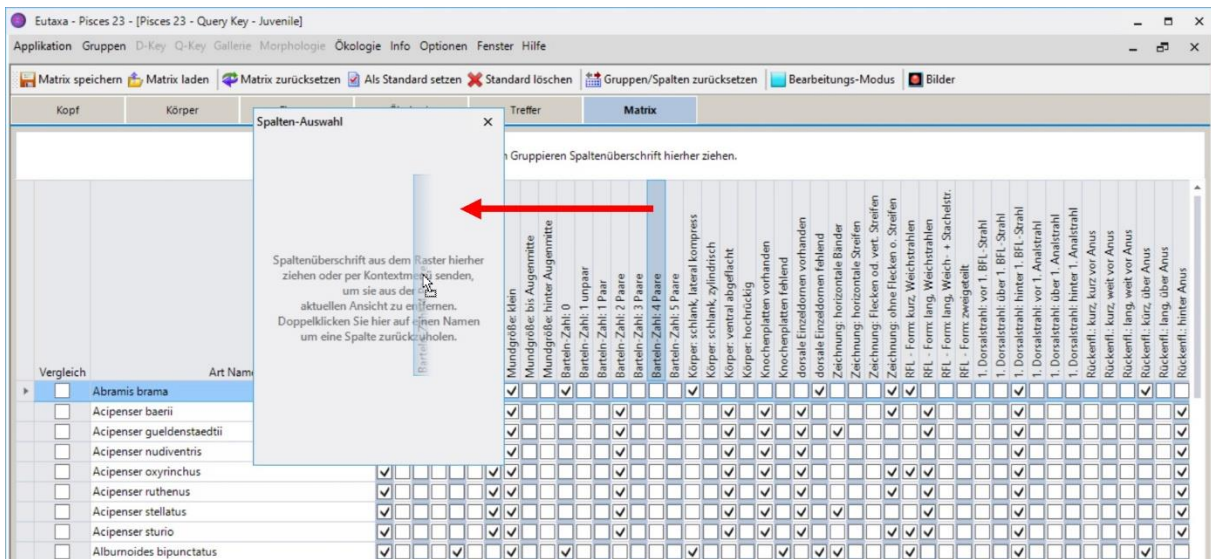 Eutaxa - Pisces 23 - [Pisces 23 - Query Key - Juvenile]
Applikation Gruppen D-Key Q-Key Gallerie Morphologie Ökologie Info Optionen Fenster Hilfe
Matrix speichern Matrix laden Matrix zurücksetzen Als Standard setzen Standard löschen Gruppen/Spalten zurücksetzen Bearbeitungs-Modus Bilder
Kopf Körper Treffer Matrix
Spalten-Auswahl
Gruppieren Spaltenüberschrift hierher ziehen.
Spaltenüberschrift aus dem Raster hierher
ziehen oder per Kontextmenü senden,
um sie aus der
aktuellen Ansicht zu entfernen.
Doppelklicken Sie hier auf einen Namen
um eine Spalte zurückzuholen.
Vergleich Art Name
Mundgröße: klein
Mundgröße: bis Augenmitte
Mundgröße: hinter Augenmitte
Barteln-Zahl: 0
Barteln-Zahl: 1 unpaar
Barteln-Zahl: 1 Paar
Barteln-Zahl: 2 Paare
Barteln-Zahl: 3 Paare
Barteln-Zahl: 4 Paare
Barteln-Zahl: 5 Paare
Körper: schlank, lateral kompress
Körper: schlank, zylindrisch
Körper: ventral abgeflacht
Körper: hochrückig
Knochenplatten vorhanden
Knochenplatten fehlend
dorsale Einzeldornen vorhanden
dorsale Einzeldornen fehlend
Zeichnung: horizontale Bänder
Zeichnung: horizontale Streifen
Zeichnung: Flecken od. vert. Streifen
Zeichnung: ohne Flecken o. Streifen
RFL - Form: kurz, Weichstrahlen
RFL - Form: lang, Weichstrahlen
RFL - Form: lang, Weich- + Stachelstr.
RFL - Form: zweigeteilt
1. Dorsalstrahl: vor 1. BFL-Strahl
1. Dorsalstrahl: über 1. BFL-Strahl
1. Dorsalstrahl: hinter 1. BFL-Strahl
1. Dorsalstrahl: vor 1. Analstrahl
1. Dorsalstrahl: über 1. Analstrahl
1. Dorsalstrahl: hinter 1. Analstrahl
Rückenfl.: kurz, kurz vor Anus
Rückenfl.: kurz, weit vor Anus
Rückenfl.: lang, weit vor Anus
Rückenfl.: kurz, über Anus
Rückenfl.: lang, über Anus
Rückenfl.: hinter Anus
Abramis brama
Acipenser baerii
Acipenser gueldenstaedtii
Acipenser nudiventris
Acipenser oxyrinchus
Acipenser ruthenus
Acipenser stellatus
Acipenser sturio
Alburnoides bipunctatus